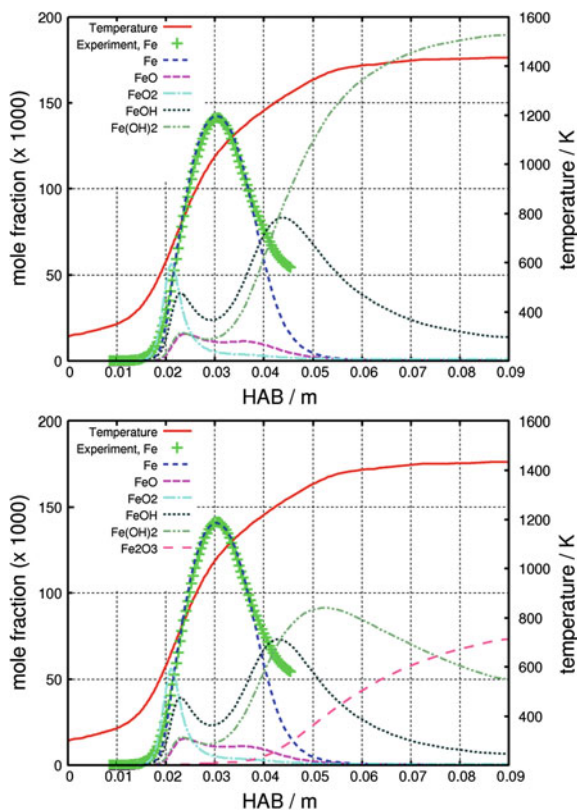 200
150
100
50
0
mole fraction (x 1000)
Temperature
Experiment, Fe
Fe
FeO
FeO2
FeOH
Fe(OH)2
1600
1400
1200
1000
800
600
400
temperature / K
0 0.01 0.02 0.03 0.04 0.05 0.06 0.07 0.08 0.09
HAB / m
200
150
100
50
0
mole fraction (x 1000)
Temperature
Experiment, Fe
Fe
FeO
FeO2
FeOH
Fe(OH)2
Fe2O3
1600
1400
1200
1000
800
600
400
temperature / K
0 0.01 0.02 0.03 0.04 0.05 0.06 0.07 0.08 0.09
HAB / m